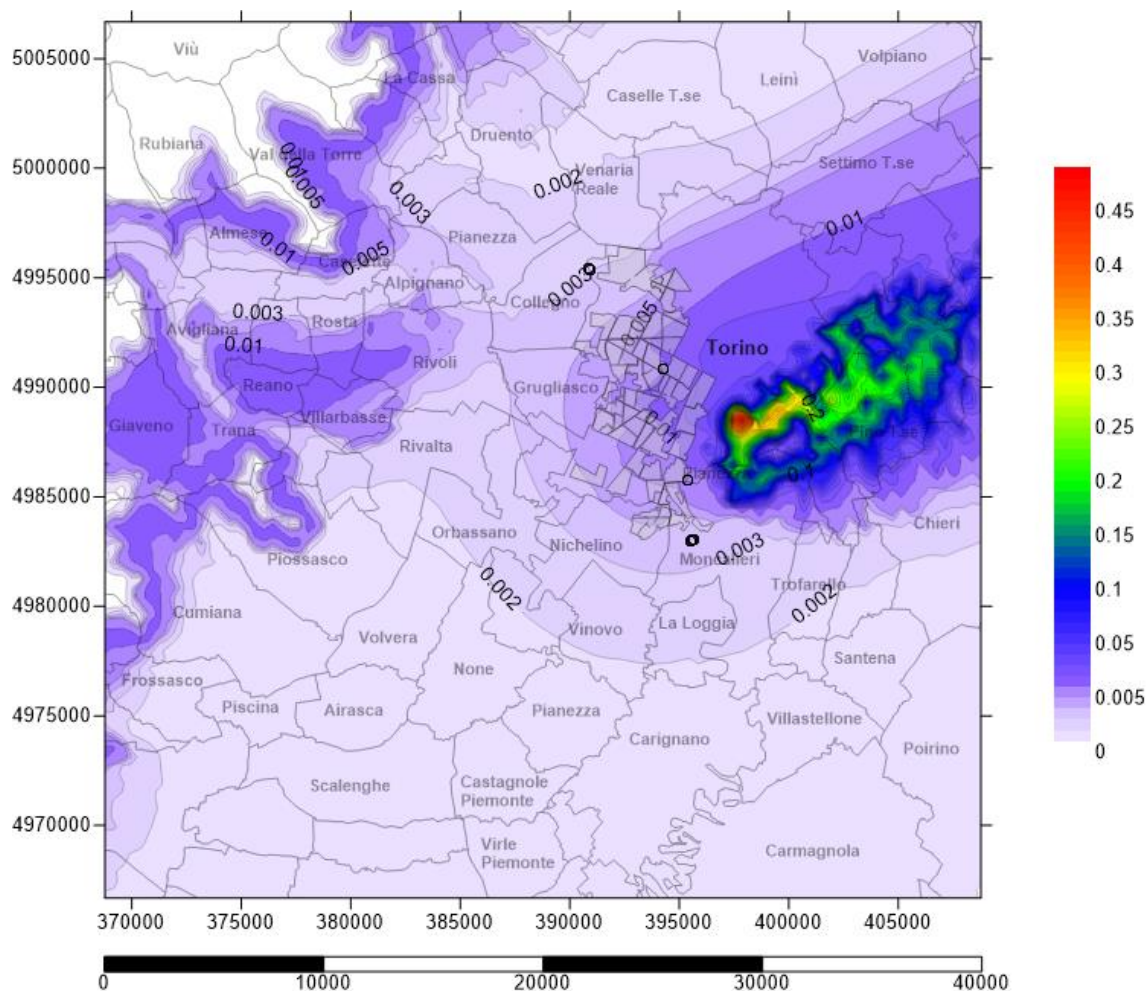 5005000
5000000
4995000
4990000
4985000
4980000
4975000
4970000
Viù
La Cassa
Caselle T.se
Leinì
Volpiano
Rubiana
Val della Torre
Druento
Venaria
Reale
Settimo T.se
0.005
0.003
0.002
0.01
Almese
0.01
0.005
Pianezza
Alpignano
0.003
Collegno
0.003
Rosta
Avigliana
0.01
0.005
Torino
Rivoli
Reano
Grugliasco
0.2
Giaveno
Trana
Villarbasse
Rivalta
0.01
0.1
Orbassano
Nichelino
Moncalieri
0.003
Chieri
Piossasco
0.002
Trofarello
0.002
Cumiana
Volvera
Vinovo
La Loggia
None
Santena
Frossasco
Piscina
Airasca
Pianezza
Carignano
Villastellone
Poirino
Scalenghe
Castagnole
Piemonte
Virle
Piemonte
Carmagnola
370000 375000 380000 385000 390000 395000 400000 405000
0 10000 20000 30000 40000
0.45
0.4
0.35
0.3
0.25
0.2
0.15
0.1
0.05
0.005
0